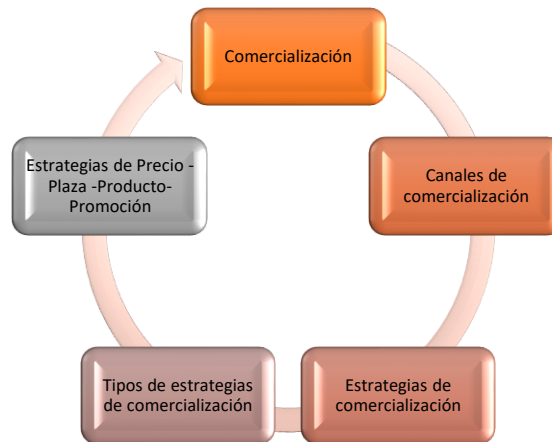 Comercialización
Canales de
comercialización
Estrategias de
comercialización
Tipos de estrategias
de comercialización
Estrategias de Precio -
Plaza -Producto-
Promoción